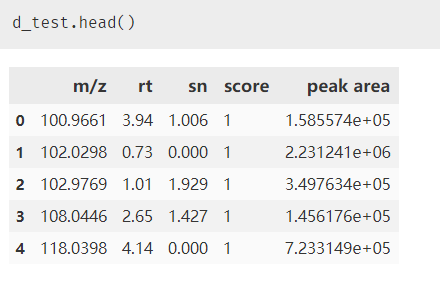 d_test.head()
m/z rt sn score peak area
0 100.9661 3.94 1.006 1 1.585574e+05
1 102.0298 0.73 0.000 1 2.231241e+06
2 102.9769 1.01 1.929 1 3.497634e+05
3 108.0446 2.65 1.427 1 1.456176e+05
4 118.0398 4.14 0.000 1 7.233149e+05